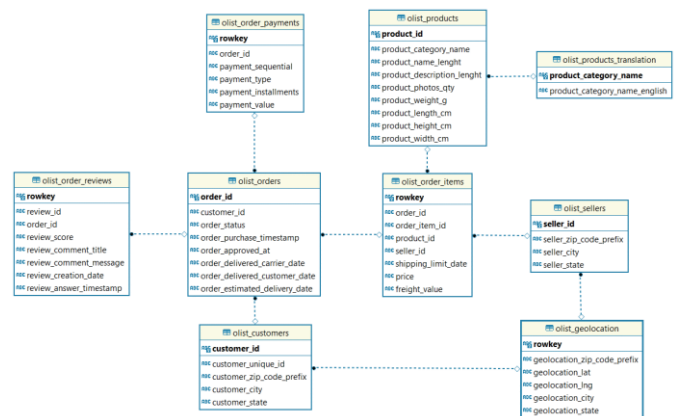 olist_order_payments
rowkey
order_id
payment_sequential
payment_type
payment_installments
payment_value
olist_products
product_id
product_category_name
product_name_lenght
product_description_lenght
product_photos_qty
product_weight_g
product_length_cm
product_height_cm
product_width_cm
olist_products_translation
product_category_name
product_category_name_english
olist_order_reviews
rowkey
review_id
order_id
review_score
review_comment_title
review_comment_message
review_creation_date
review_answer_timestamp
olist_orders
order_id
customer_id
order_status
order_purchase_timestamp
order_approved_at
order_delivered_carrier_date
order_delivered_customer_date
order_estimated_delivery_date
olist_order_items
rowkey
order_id
order_item_id
product_id
seller_id
shipping_limit_date
price
freight_value
olist_sellers
seller_id
seller_zip_code_prefix
seller_city
seller_state
olist_customers
customer_id
customer_unique_id
customer_zip_code_prefix
customer_city
customer_state
olist_geolocation
rowkey
geolocation_zip_code_prefix
geolocation_lat
geolocation_lng
geolocation_city
geolocation_state